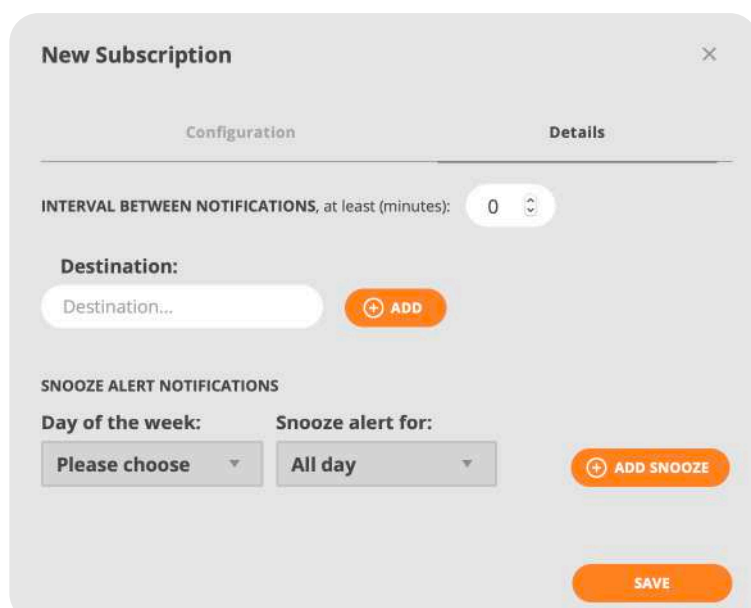 New Subscription
Configuration Details
INTERVAL BETWEEN NOTIFICATIONS, at least (minutes): 0
Destination:
Destination... ADD
SNOOZE ALERT NOTIFICATIONS
Day of the week: Snooze alert for:
Please choose All day ADD SNOOZE
SAVE